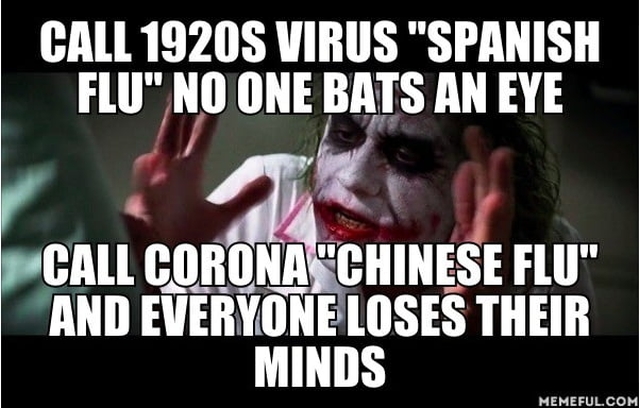 CALL 1920S VIRUS "SPANISH
FLU" NO ONE BATS AN EYE
CALL CORONA "CHINESE FLU"
AND EVERYONE LOSES THEIR
MINDS
MEMEFUL.COM